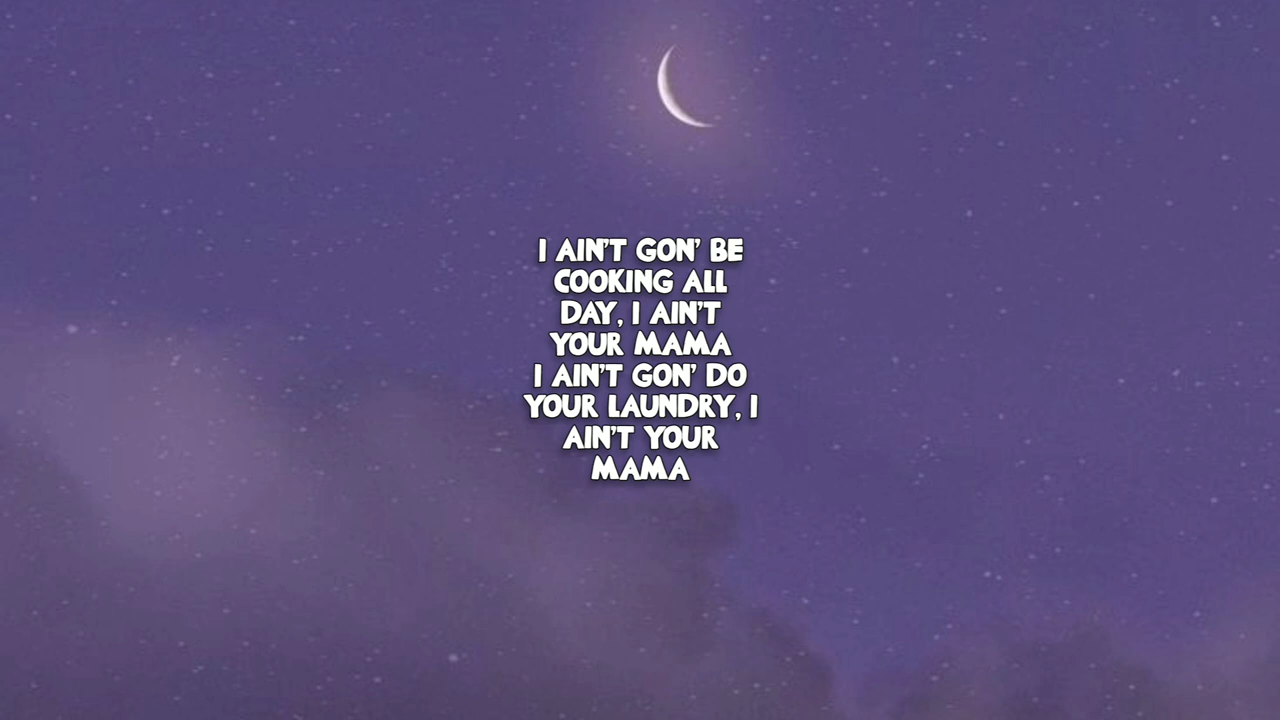 I AIN'T GON' BE
COOKING ALL
DAY, I AIN'T
YOUR MAMA
I AIN'T GON' DO
YOUR LAUNDRY, I
AIN'T YOUR
MAMA